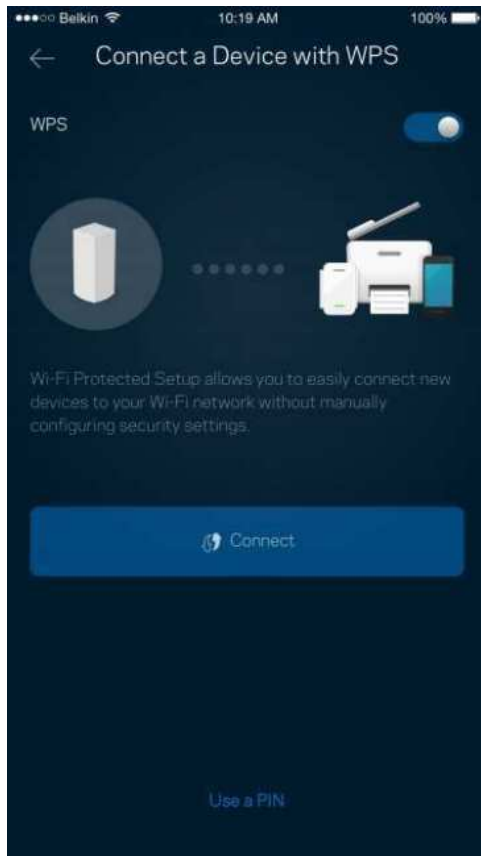 Belkin 10:19 AM 100%
Connect a Device with WPS
WPS
Wi-Fi Protected Setup allows you to easily connect new
devices to your Wi-Fi network without manually
configuring security settings.
Connect
Use a PIN